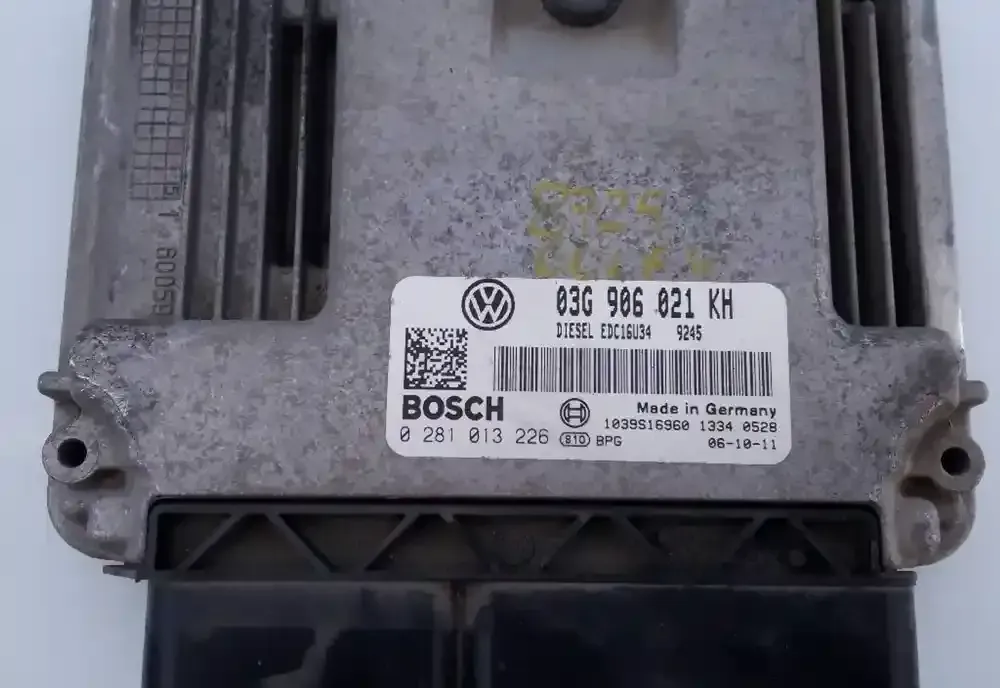 60059
03G 906 021 KH
DIESEL EDC16U34 9245
BOSCH
Made in Germany
1039S16960 1334 0528
0 281 013 226 810 BPG
06-10-11